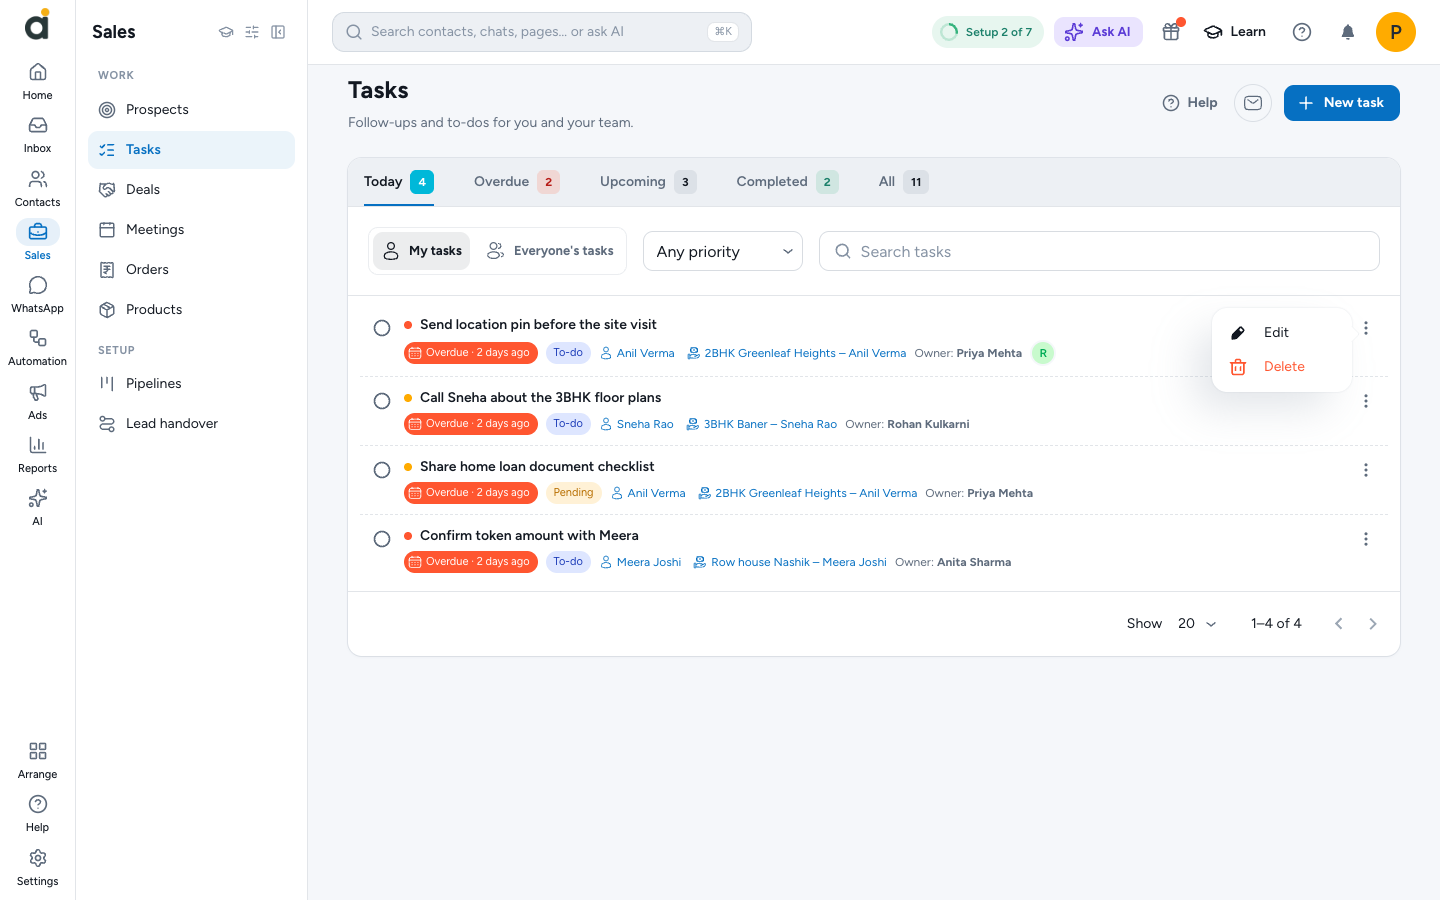 Sales
Search contacts, chats, pages... or ask AI
⌘K
Setup 2 of 7
Ask AI
Learn
P
Home
Inbox
Contacts
Sales
WhatsApp
Automation
Ads
Reports
AI
Arrange
Help
Settings
WORK
Prospects
Tasks
Deals
Meetings
Orders
Products
SETUP
Pipelines
Lead handover
Tasks
Follow-ups and to-dos for you and your team.
Help
New task
Today 4
Overdue 2
Upcoming 3
Completed 2
All 11
My tasks
Everyone's tasks
Any priority
Search tasks
Send location pin before the site visit
Overdue · 2 days ago To-do Anil Verma 2BHK Greenleaf Heights – Anil Verma Owner: Priya Mehta R
Edit
Delete
Call Sneha about the 3BHK floor plans
Overdue · 2 days ago To-do Sneha Rao 3BHK Baner – Sneha Rao Owner: Rohan Kulkarni
Share home loan document checklist
Overdue · 2 days ago Pending Anil Verma 2BHK Greenleaf Heights – Anil Verma Owner: Priya Mehta
Confirm token amount with Meera
Overdue · 2 days ago To-do Meera Joshi Row house Nashik – Meera Joshi Owner: Anita Sharma
Show 20 1–4 of 4